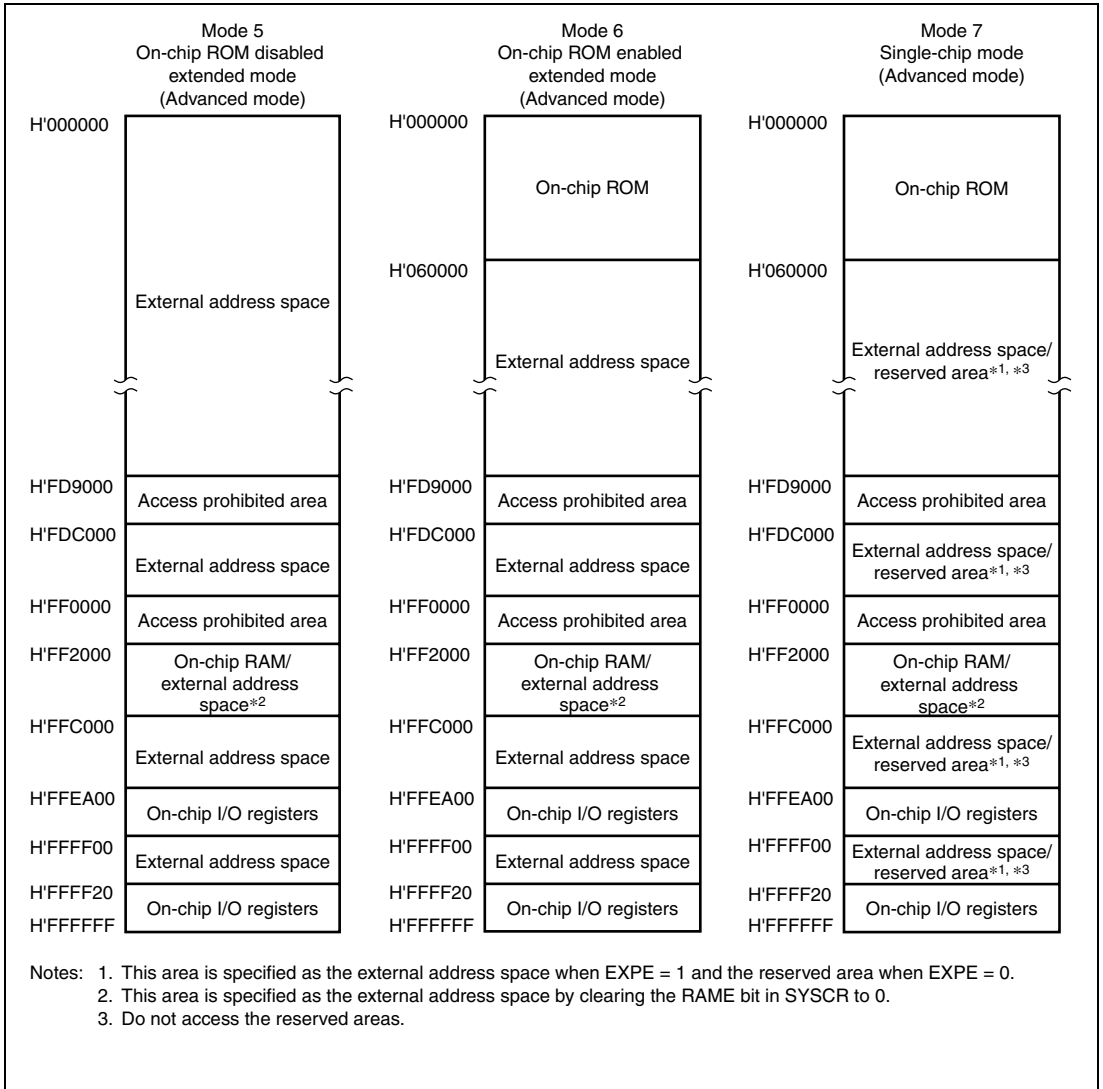 Mode 5
On-chip ROM disabled
extended mode
(Advanced mode)
H'000000
External address space
H'FD9000
Access prohibited area
H'FDC000
External address space
H'FF0000
Access prohibited area
H'FF2000
On-chip RAM/
external address
space*2
H'FFC000
External address space
H'FFEA00
On-chip I/O registers
H'FFFF00
External address space
H'FFFF20
On-chip I/O registers
H'FFFFFF
Mode 6
On-chip ROM enabled
extended mode
(Advanced mode)
H'000000
On-chip ROM
H'060000
External address space
H'FD9000
Access prohibited area
H'FDC000
External address space
H'FF0000
Access prohibited area
H'FF2000
On-chip RAM/
external address
space*2
H'FFC000
External address space
H'FFEA00
On-chip I/O registers
H'FFFF00
External address space
H'FFFF20
On-chip I/O registers
H'FFFFFF
Mode 7
Single-chip mode
(Advanced mode)
H'000000
On-chip ROM
H'060000
External address space/
reserved area*1, *3
H'FD9000
Access prohibited area
H'FDC000
External address space/
reserved area*1, *3
H'FF0000
Access prohibited area
H'FF2000
On-chip RAM/
external address
space*2
H'FFC000
External address space/
reserved area*1, *3
H'FFEA00
On-chip I/O registers
H'FFFF00
External address space/
reserved area*1, *3
H'FFFF20
On-chip I/O registers
H'FFFFFF
Notes: 1. This area is specified as the external address space when EXPE = 1 and the reserved area when EXPE = 0.
2. This area is specified as the external address space by clearing the RAME bit in SYSCR to 0.
3. Do not access the reserved areas.